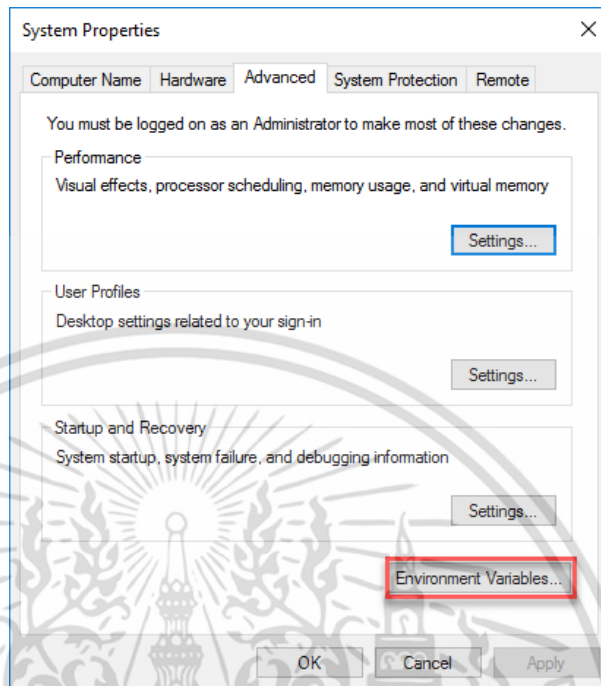 System Properties
Computer Name Hardware Advanced System Protection Remote
You must be logged on as an Administrator to make most of these changes.
Performance
Visual effects, processor scheduling, memory usage, and virtual memory
Settings...
User Profiles
Desktop settings related to your sign-in
Settings...
Startup and Recovery
System startup, system failure, and debugging information
Settings...
Environment Variables...
OK Cancel Apply